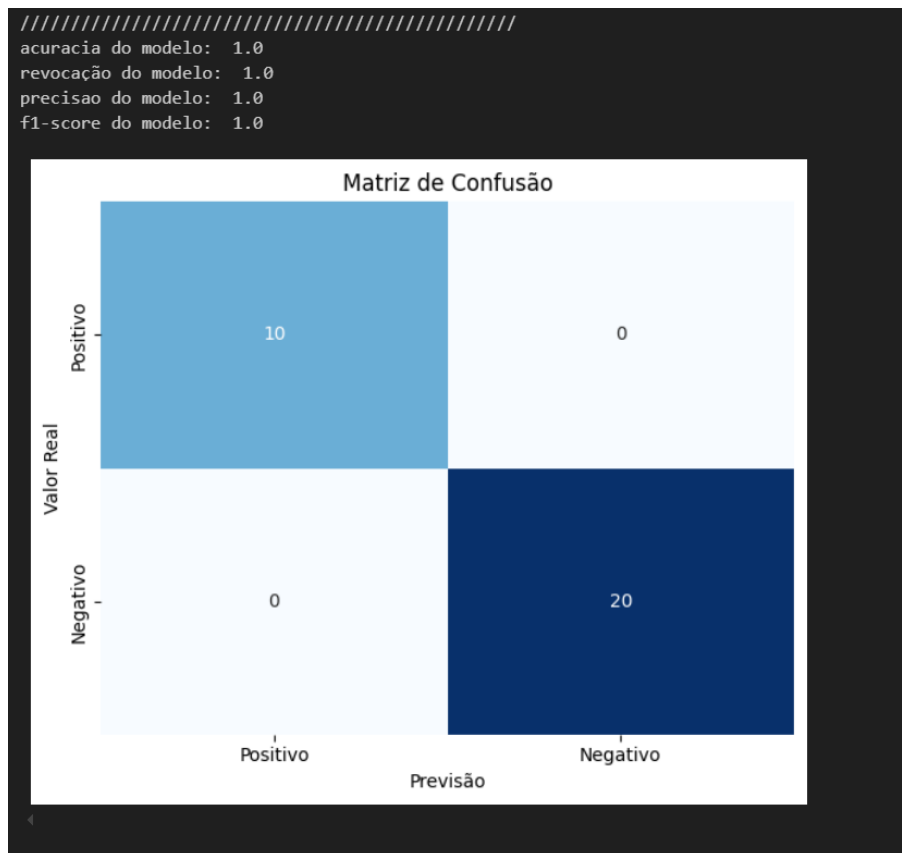 /////////////////////////////////////////////////
acuracia do modelo:  1.0
revocação do modelo:  1.0
precisao do modelo:  1.0
f1-score do modelo:  1.0
Matriz de Confusão
Positivo
10
0
Valor Real
Negativo
0
20
Positivo
Negativo
Previsão